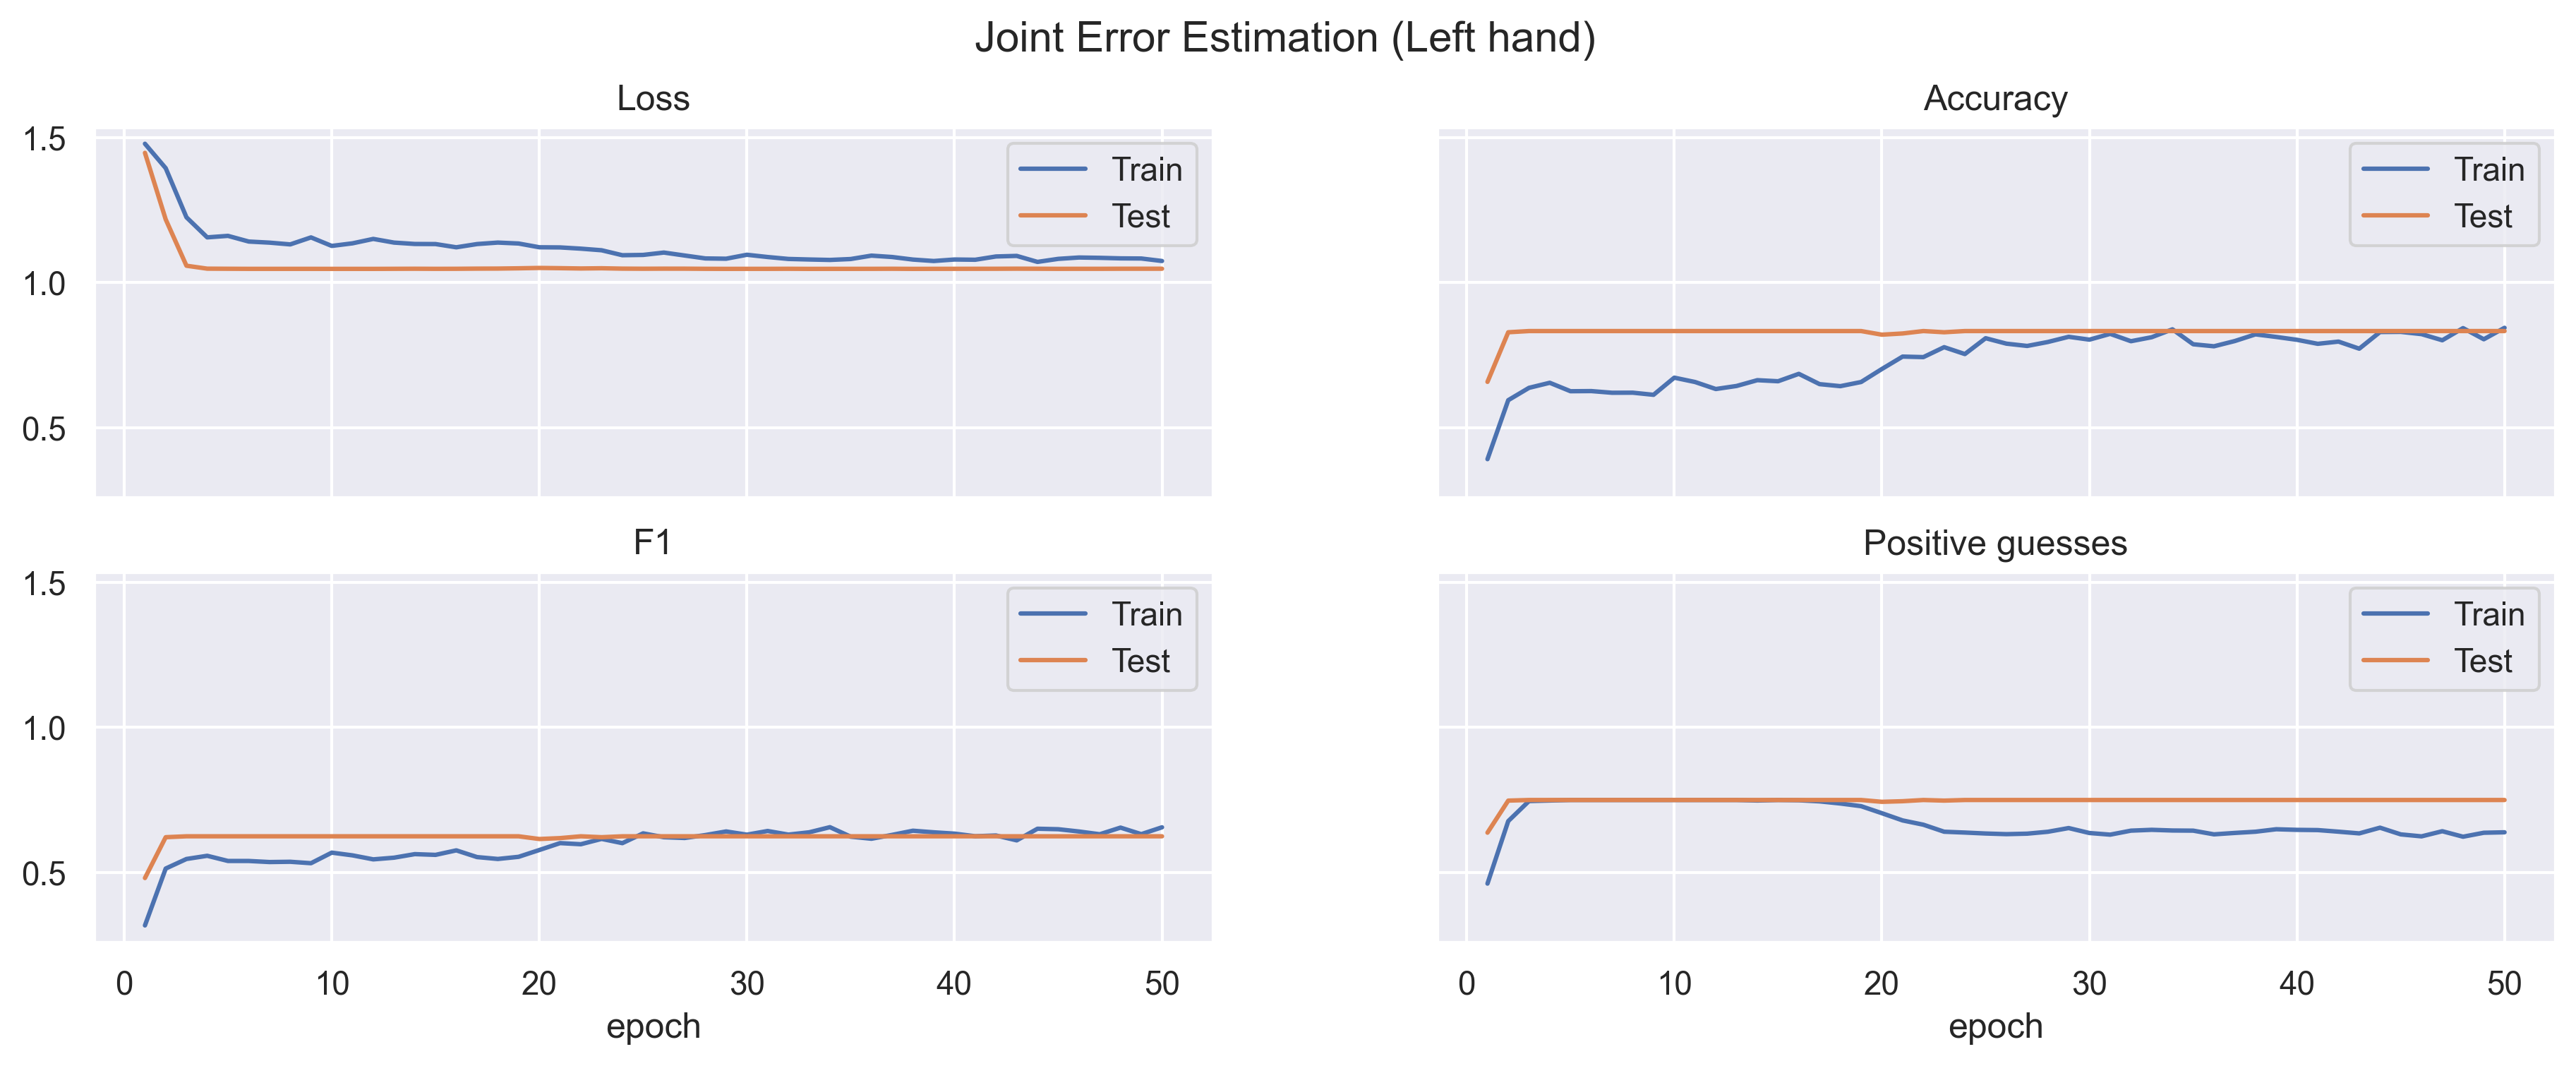 Joint Error Estimation (Left hand)
Loss
1.5
1.0
0.5
Train
Test
Accuracy
Train
Test
F1
1.5
1.0
0.5
Train
Test
0 10 20 30 40 50
epoch
Positive guesses
Train
Test
0 10 20 30 40 50
epoch